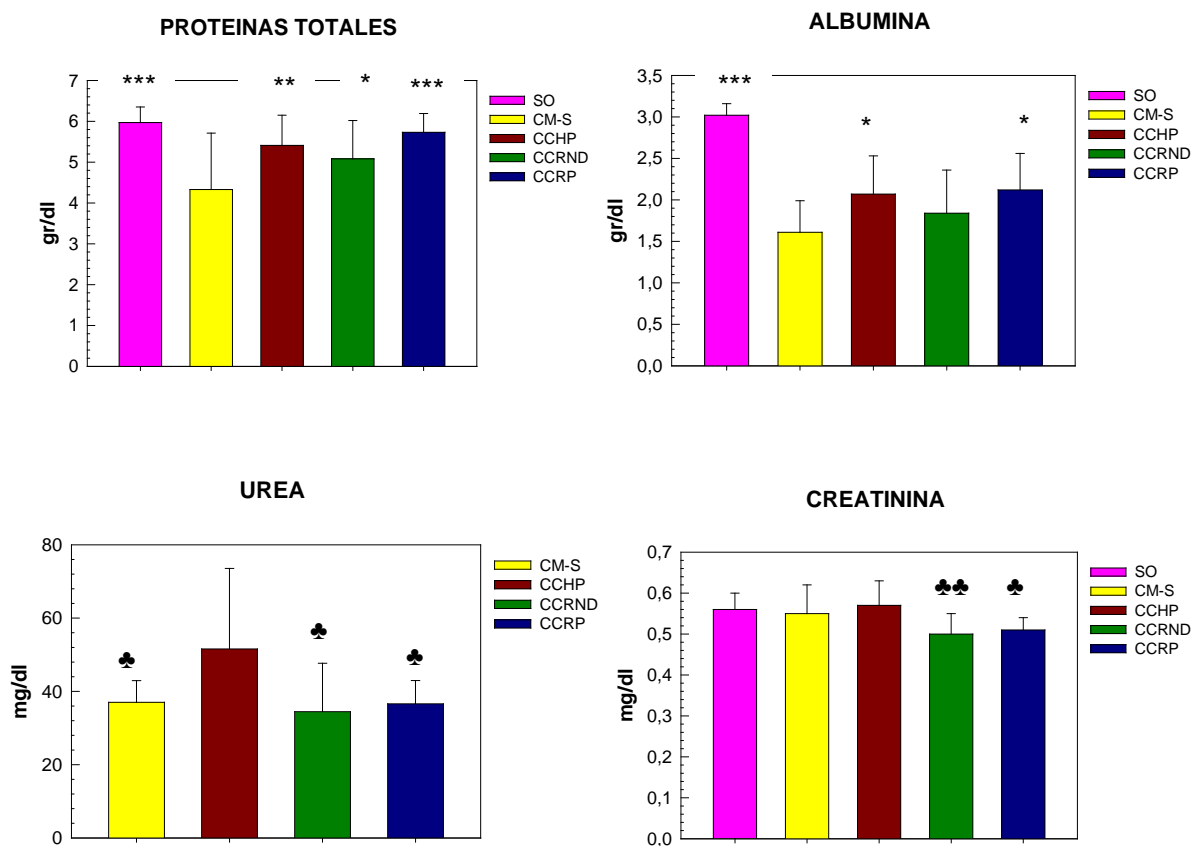 PROTEINAS TOTALES
*** ** * ***
7
6
5
4
3
2
1
0
gr/dl
SO
CM-S
CCHP
CCRND
CCRP
ALBUMINA
*** * *
3,5
3,0
2,5
2,0
1,5
1,0
0,5
0,0
gr/dl
SO
CM-S
CCHP
CCRND
CCRP
UREA
80
60
40
20
0
mg/dl
♣ ♣ ♣
CM-S
CCHP
CCRND
CCRP
CREATININA
0,7
0,6
0,5
0,4
0,3
0,2
0,1
0,0
mg/dl
♣♣ ♣
SO
CM-S
CCHP
CCRND
CCRP